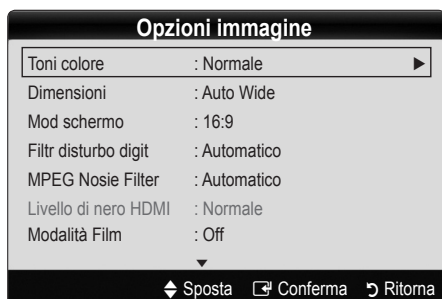 Opzioni immagine
Toni colore : Normale
Dimensioni : Auto Wide
Mod schermo : 16:9
Filtr disturbo digit : Automatico
MPEG Nosie Filter : Automatico
Livello di nero HDMI : Normale
Modalità Film : Off
Sposta Conferma Ritorna